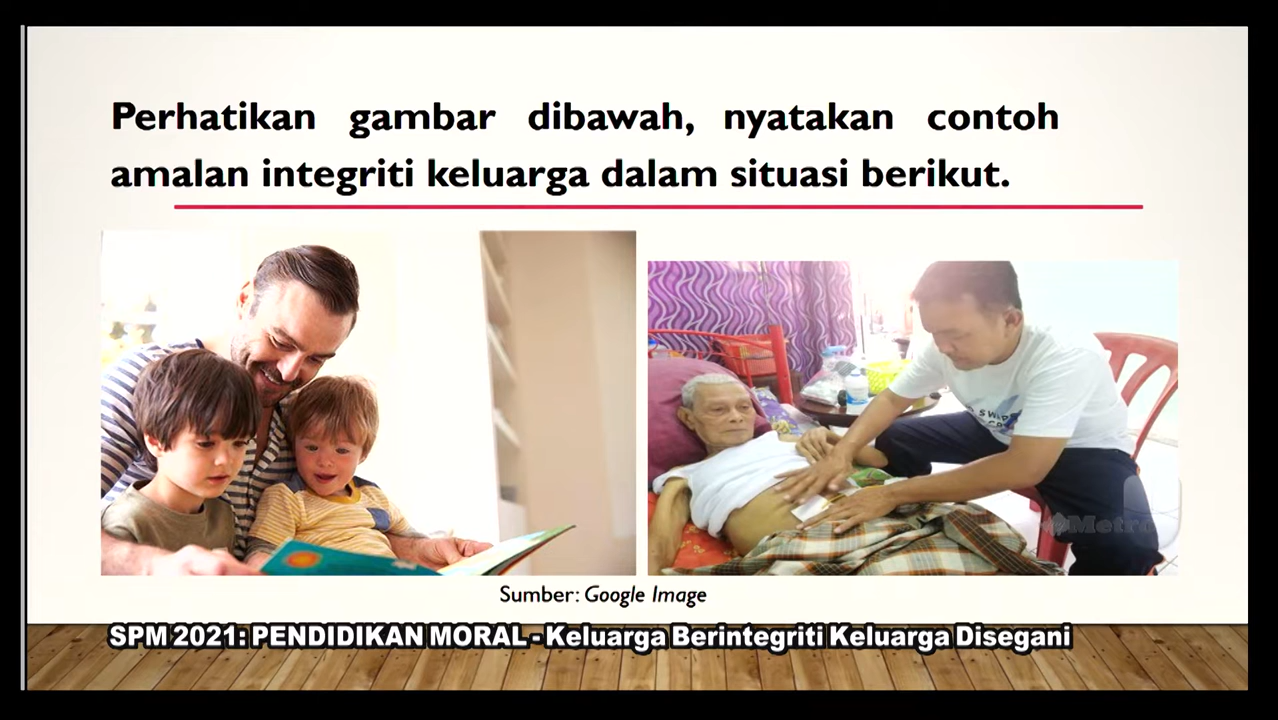 Perhatikan gambar dibawah, nyatakan contoh
amalan integriti keluarga dalam situasi berikut.
Sumber: Google Image
SPM 2021: PENDIDIKAN MORAL - Keluarga Berintegriti Keluarga Disegani